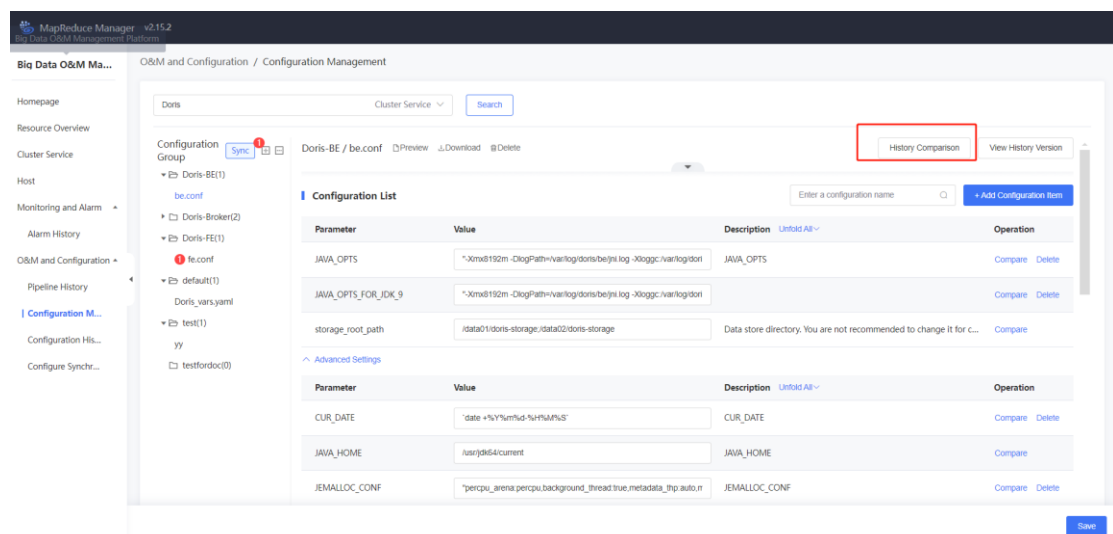 MapReduce Manager v2.15.2
Big Data O&M Management Platform
Big Data O&M Ma...
O&M and Configuration / Configuration Management
Homepage
Resource Overview
Cluster Service
Host
Monitoring and Alarm
Alarm History
O&M and Configuration
Pipeline History
Configuration M...
Configuration His...
Configure Synchr...
Doris Cluster Service Search
Configuration
Group
Sync 1
Doris-BE(1)
be.conf
Doris-Broker(2)
Doris-FE(1)
1 fe.conf
default(1)
Doris_vars.yaml
test(1)
yy
testfordoc(0)
Doris-BE / be.conf Preview Download Delete
History Comparison View History Version
Configuration List Enter a configuration name + Add Configuration Item
Parameter Value Description Unfold All Operation
JAVA_OPTS "-Xmx8192m -DlogPath=/var/log/doris/be/jni.log -Xloggc:/var/log/dori JAVA_OPTS Compare Delete
JAVA_OPTS_FOR_JDK_9 "-Xmx8192m -DlogPath=/var/log/doris/be/jni.log -Xloggc:/var/log/dori Compare Delete
storage_root_path /data01/doris-storage;/data02/doris-storage Data store directory. You are not recommended to change it for c... Compare
Advanced Settings
Parameter Value Description Unfold All Operation
CUR_DATE `date +%Y%m%d-%H%M%S` CUR_DATE Compare Delete
JAVA_HOME /usr/jdk64/current JAVA_HOME Compare
JEMALLOC_CONF "percpu_arena:percpu,background_thread:true,metadata_thp:auto,m JEMALLOC_CONF Compare Delete
Save